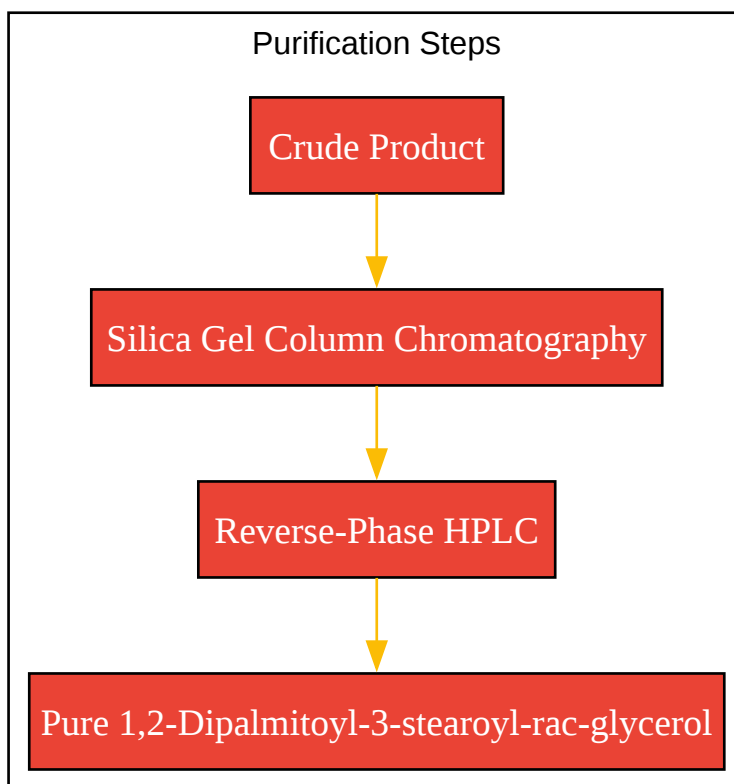 Purification Steps
Crude Product
Silica Gel Column Chromatography
Reverse-Phase HPLC
Pure 1,2-Dipalmitoyl-3-stearoyl-rac-glycerol